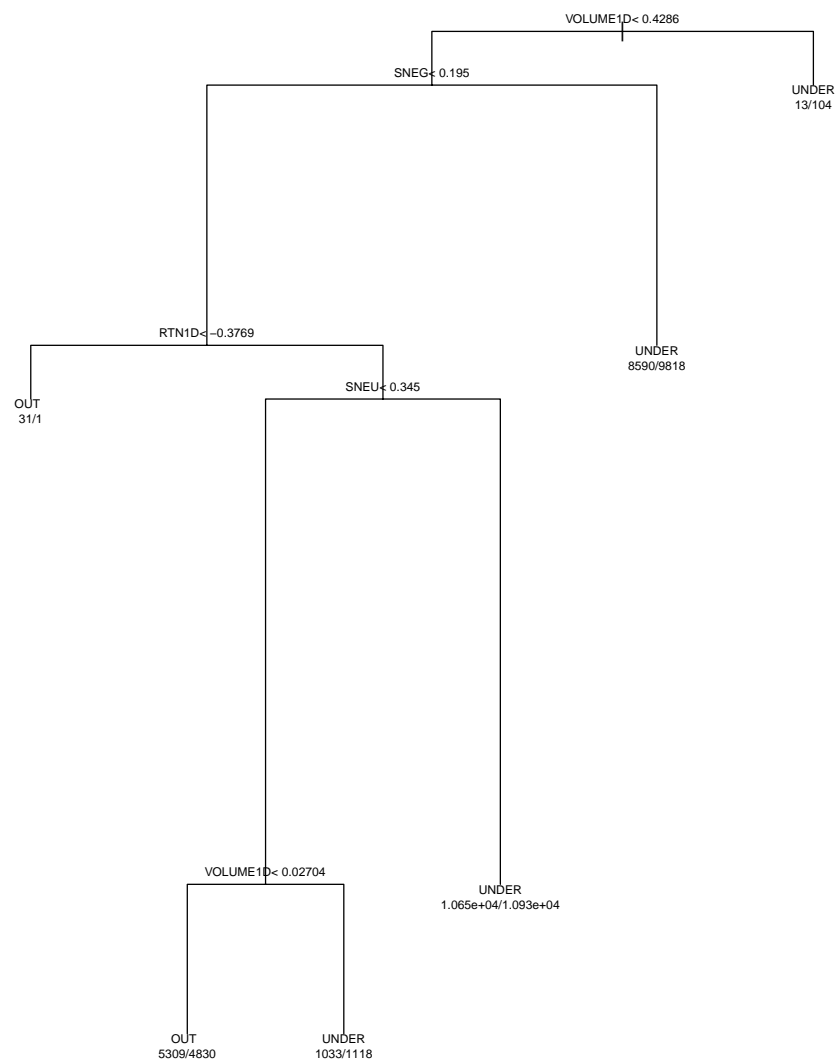 VOLUME1D< 0.4286
SNEG< 0.195
UNDER
13/104
RTN1D< −0.3769
UNDER
8590/9818
SNEU< 0.345
OUT
31/1
VOLUME1D< 0.02704
UNDER
1.065e+04/1.093e+04
OUT
5309/4830
UNDER
1033/1118